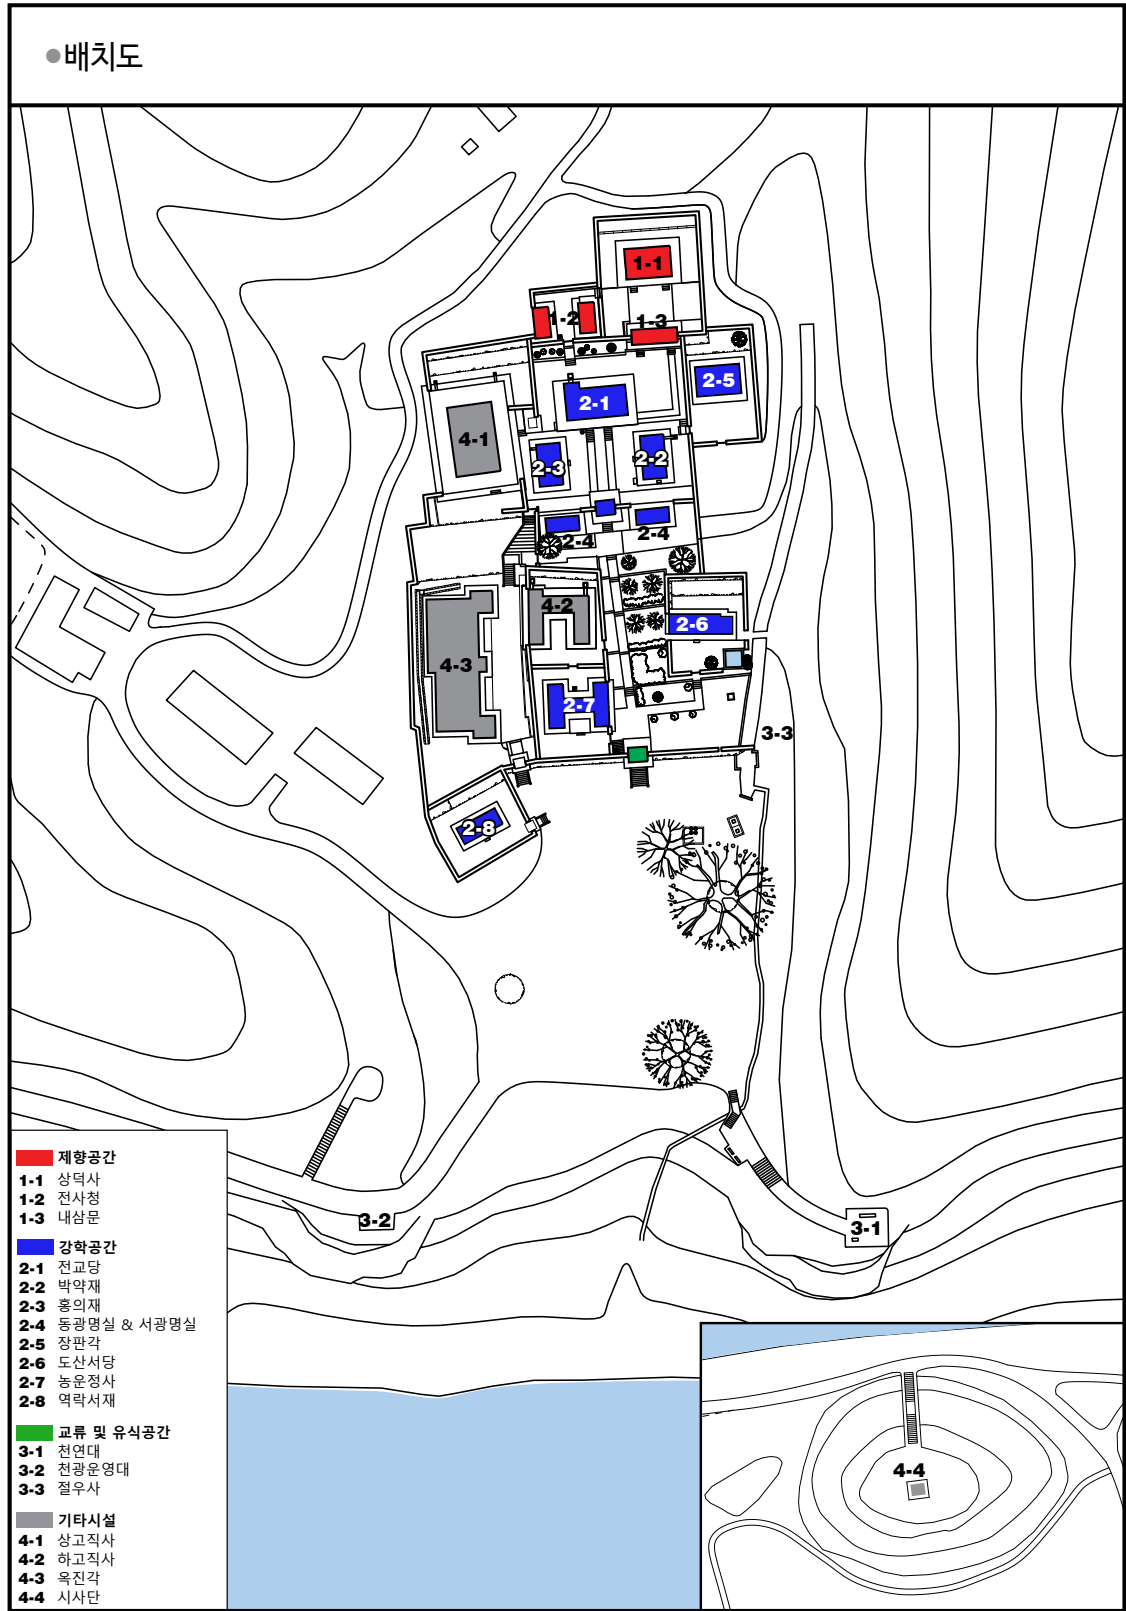 ●배치도
1-1
1-2
1-3
2-5
2-1
4-1
2-3
2-2
2-4
2-4
4-2
2-6
4-3
2-7
3-3
2-8
3-2
3-1
4-4
제향공간
1-1 상덕사
1-2 전사청
1-3 내삼문
강학공간
2-1 전교당
2-2 박약재
2-3 홍의재
2-4 동광명실 & 서광명실
2-5 장판각
2-6 도산서당
2-7 농운정사
2-8 역락서재
교류 및 유식공간
3-1 천연대
3-2 천광운영대
3-3 절우사
기타시설
4-1 상고직사
4-2 하고직사
4-3 옥진각
4-4 시사단